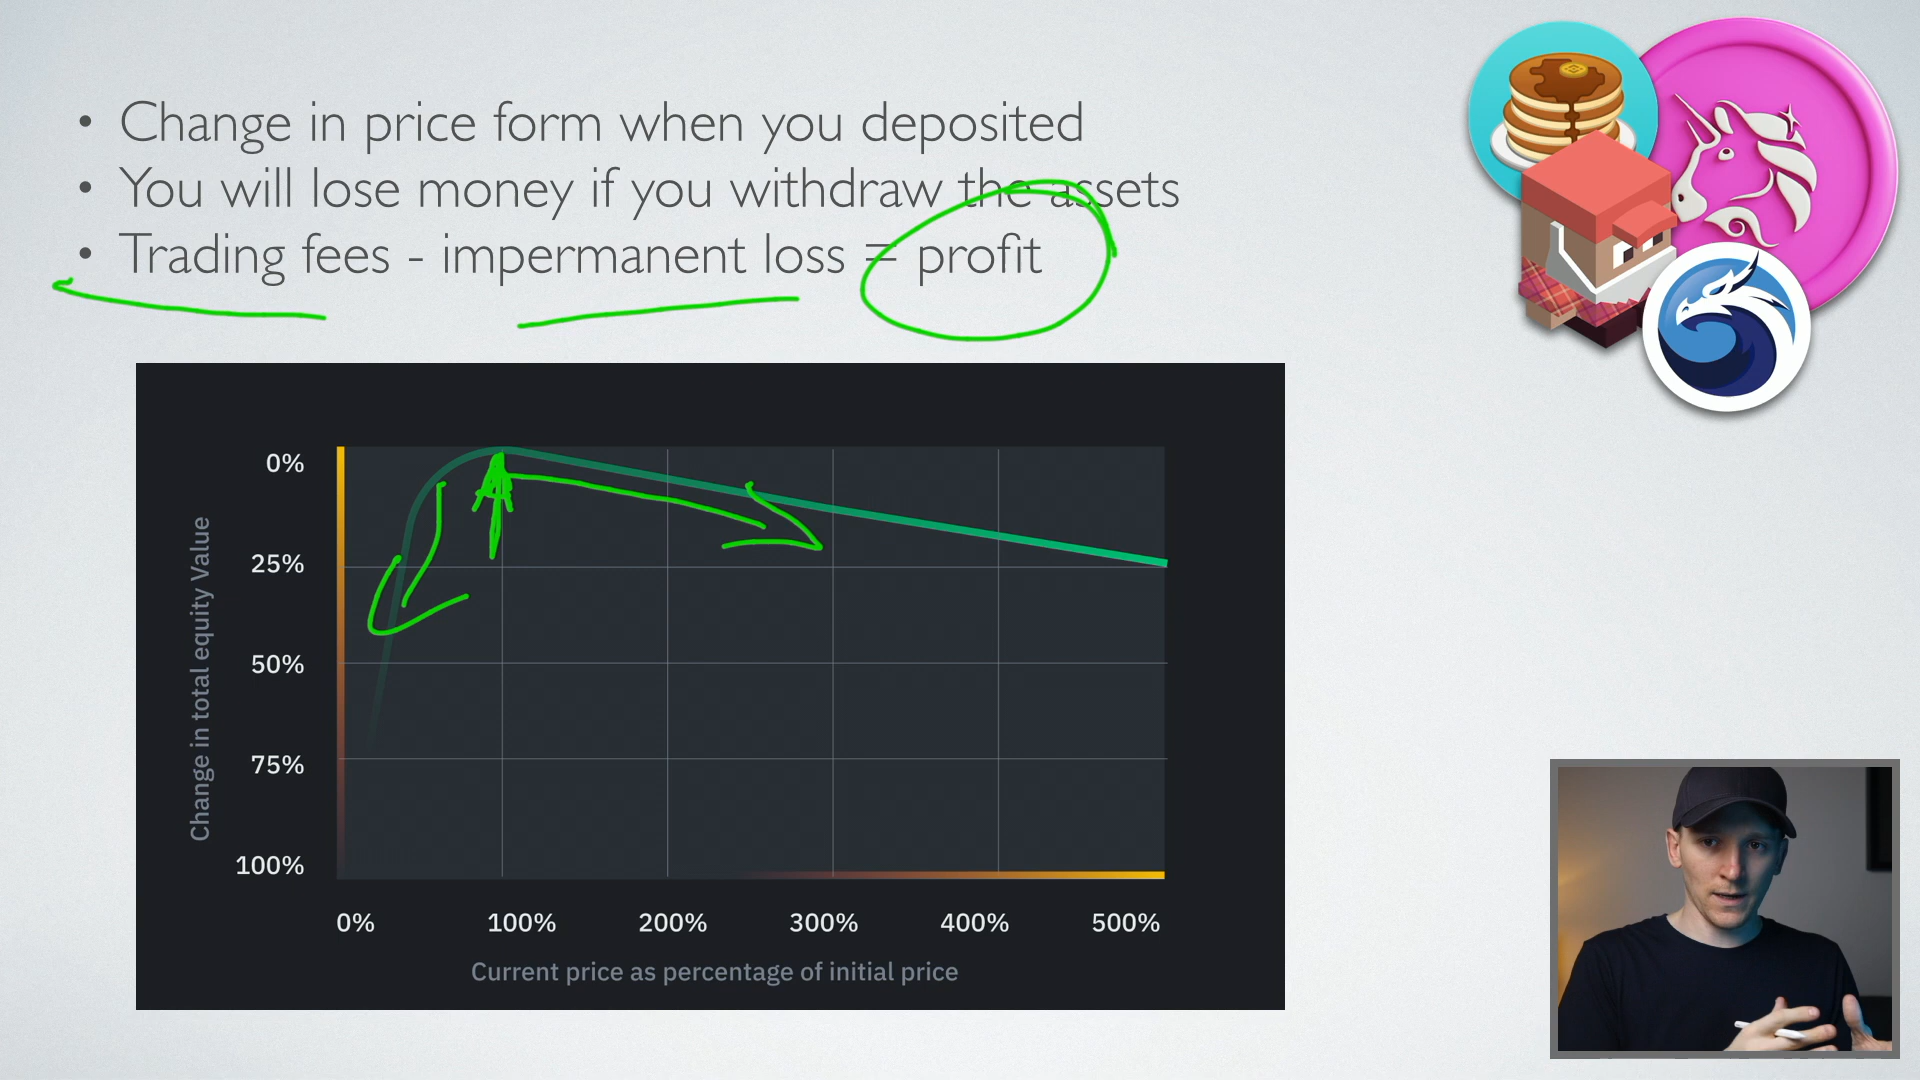 • Change in price form when you deposited
• You will lose money if you withdraw the assets
• Trading fees - impermanent loss = profit
Change in total equity Value
0%
25%
50%
75%
100%
0% 100% 200% 300% 400% 500%
Current price as percentage of initial price